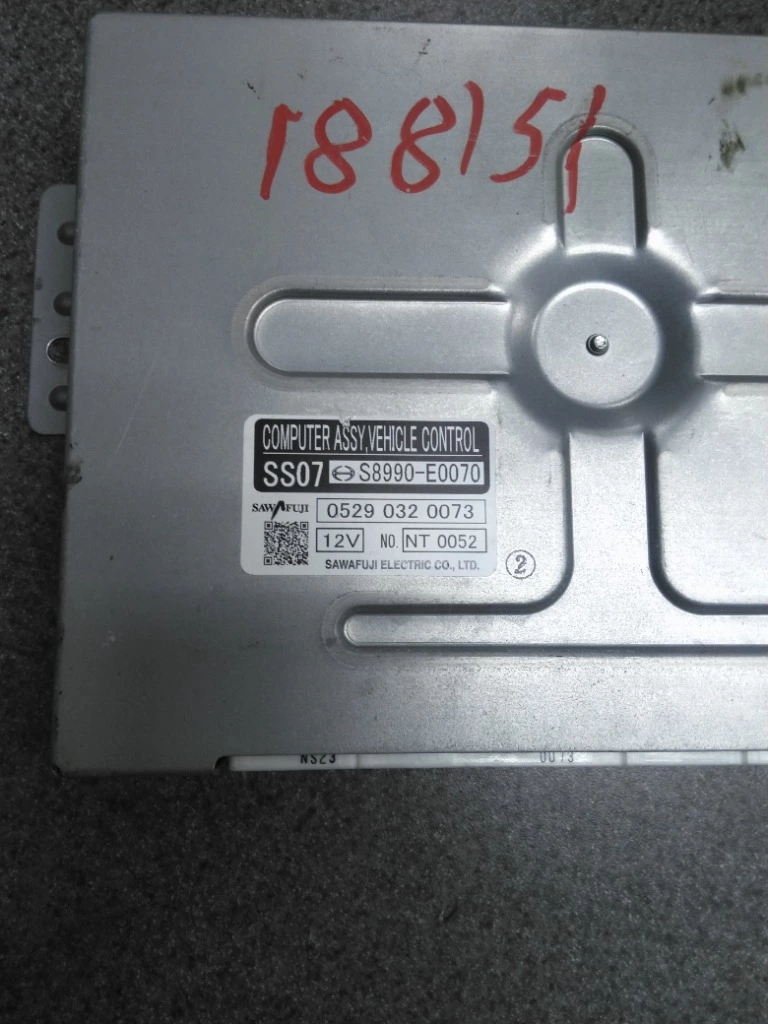 188151
COMPUTER ASSY,VEHICLE CONTROL
SS07 S8990-E0070
SAWAFUJI 0529 032 0073
12V NO. NT 0052
SAWAFUJI ELECTRIC CO., LTD.
2
NS23 0073